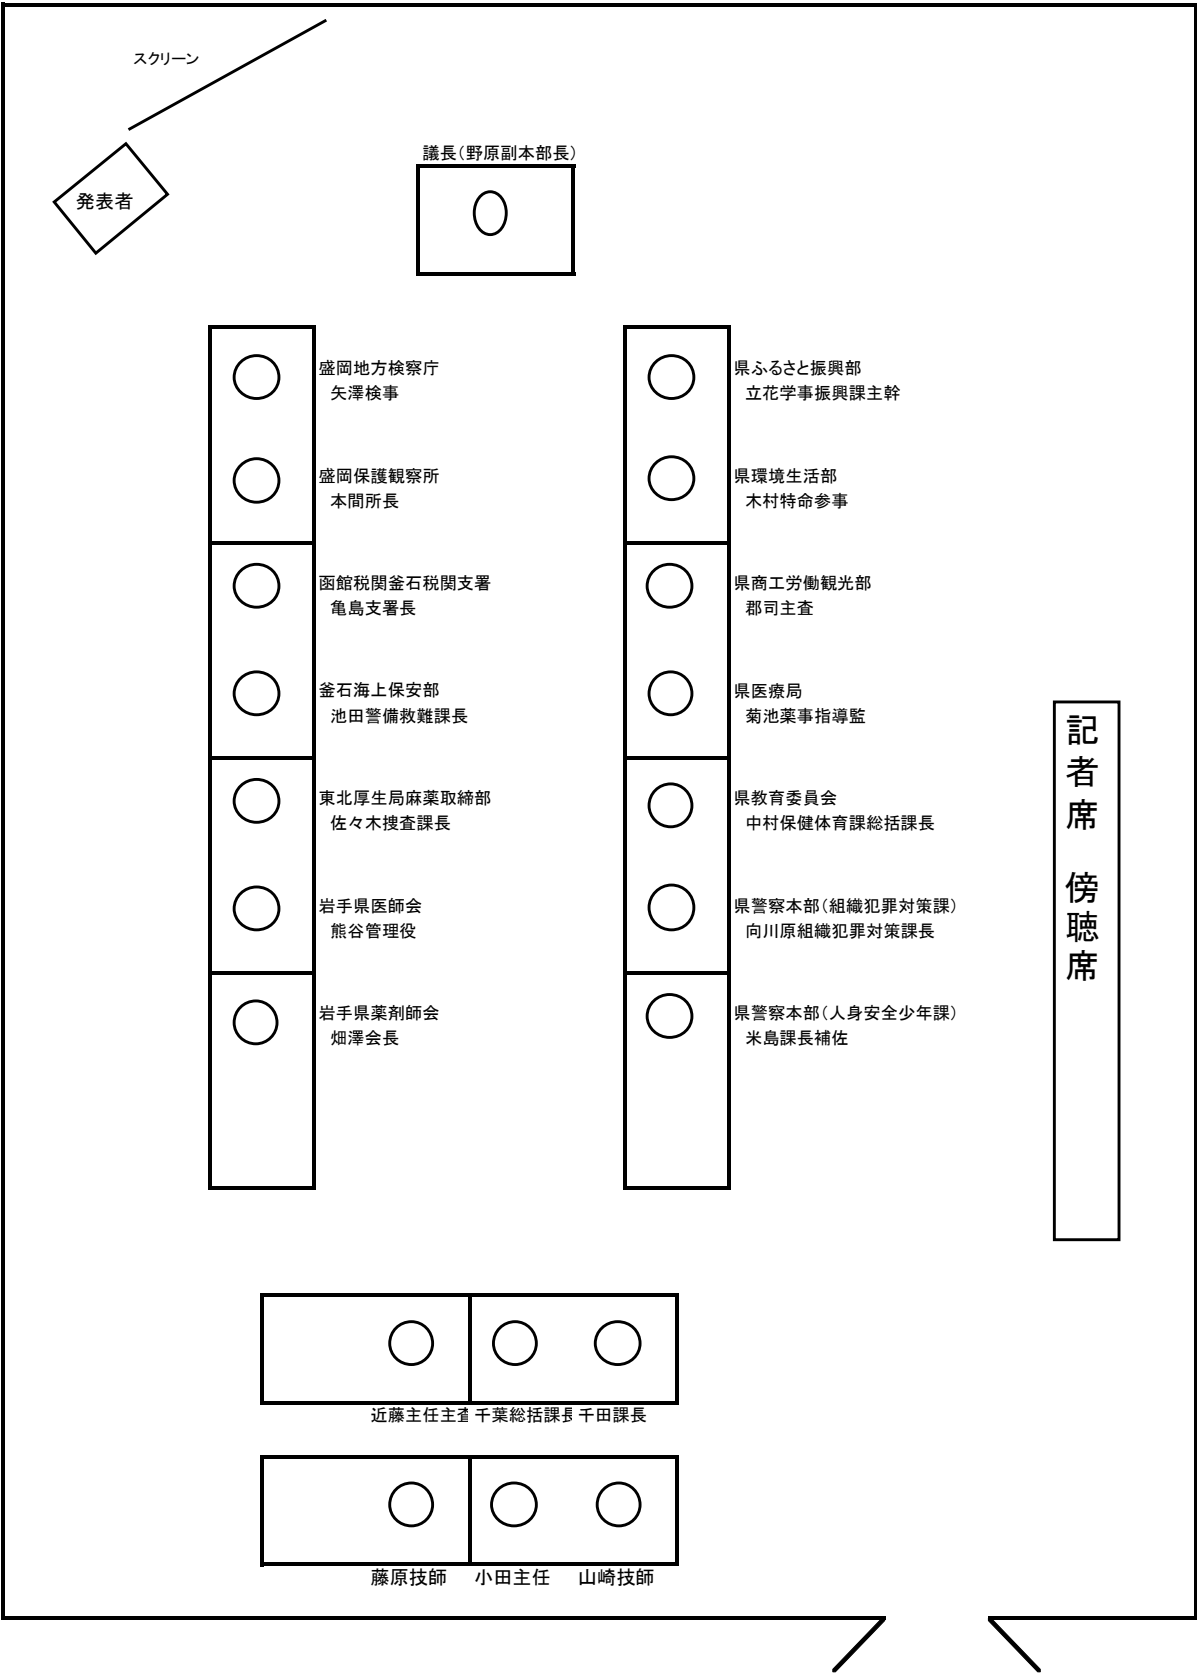 スクリーン
発表者
議長（野原副本部長）
盛岡地方検察庁
矢澤検事
盛岡保護観察所
本間所長
函館税関釜石税関支署
亀島支署長
釜石海上保安部
池田警備救難課長
東北厚生局麻薬取締部
佐々木捜査課長
岩手県医師会
熊谷管理役
岩手県薬剤師会
畑澤会長
県ふるさと振興部
立花学事振興課主幹
県環境生活部
木村特命参事
県商工労働観光部
郡司主査
県医療局
菊池薬事指導監
県教育委員会
中村保健体育課総括課長
県警察本部（組織犯罪対策課）
向川原組織犯罪対策課長
県警察本部（人身安全少年課）
米島課長補佐
記者席　傍聴席
近藤主任主査 千葉総括課長 千田課長
藤原技師 小田主任 山崎技師